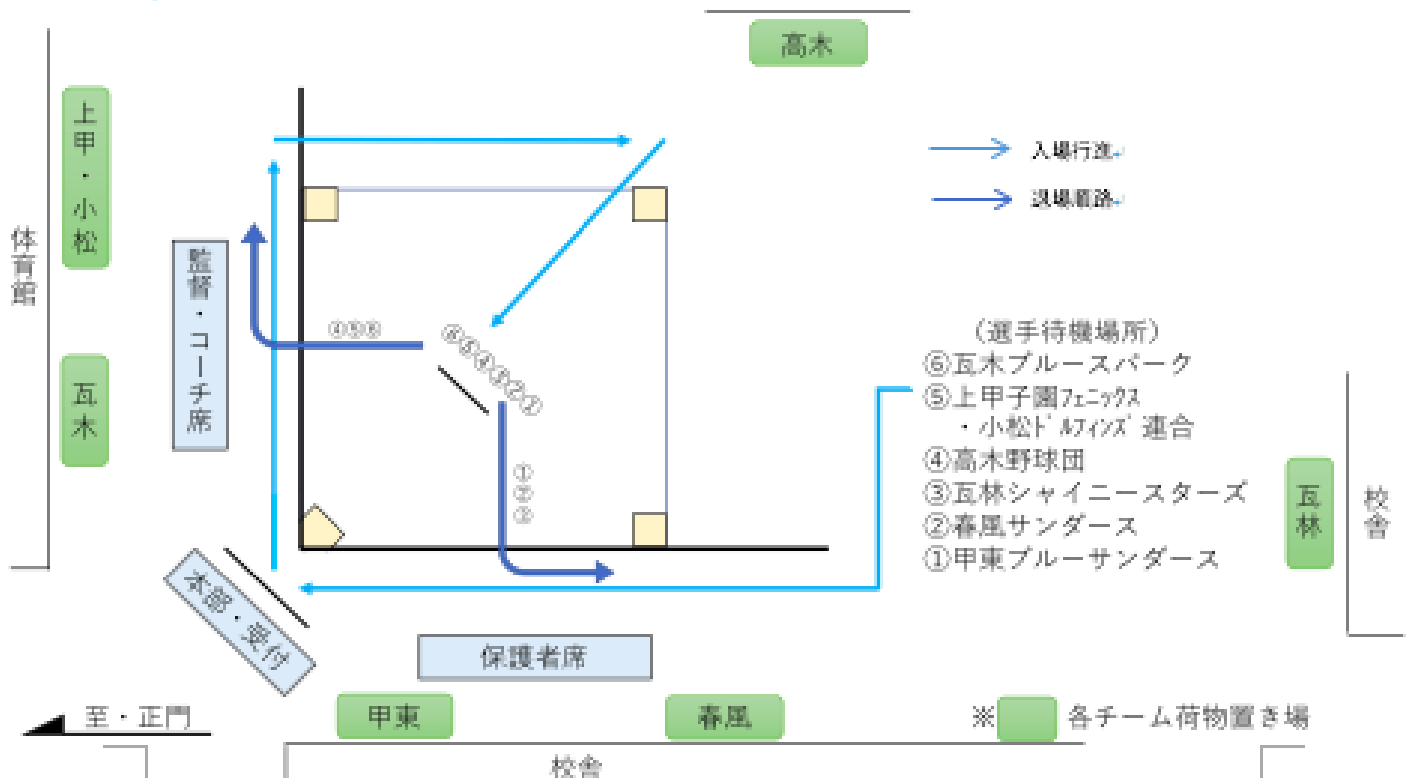 高木
上甲・小松
体育館
監督・コーチ席
瓦木
入場行進
退場順路
④⑤⑥
⑥⑤④③②①
①
②
③
(選手待機場所)
⑥瓦木ブルースパーク
⑤上甲子園フェニックス
・小松ドルフィンズ 連合
④高木野球団
③瓦林シャイニースターズ
②春風サンダース
①甲東ブルーサンダース
瓦林
校舎
本部・受付
保護者席
至・正門
甲東
春風
※ 各チーム荷物置き場
校舎